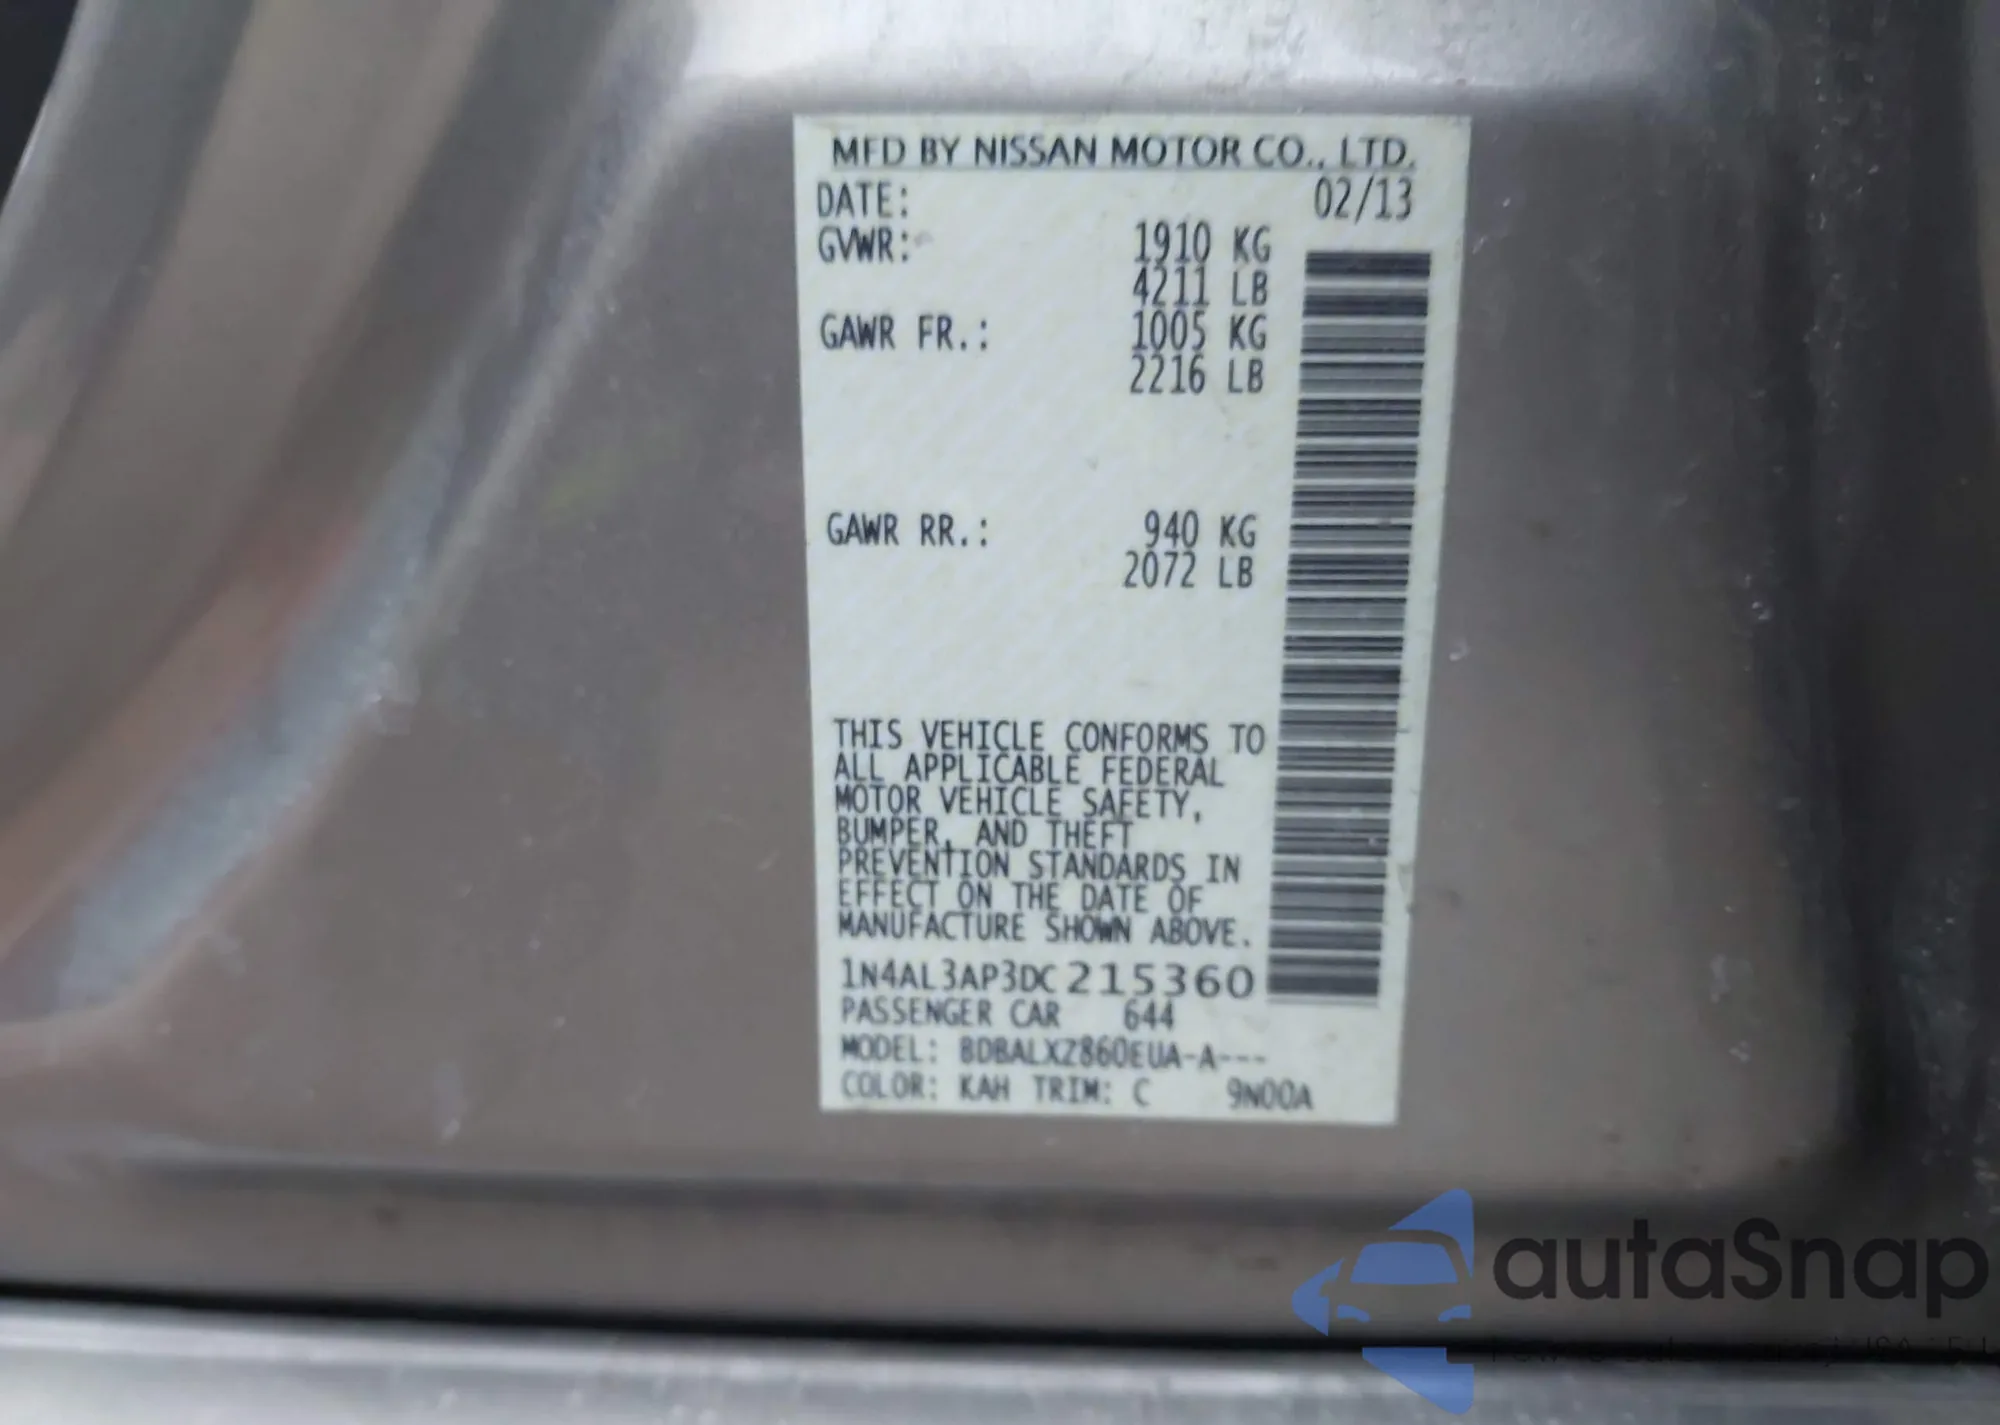 MFD BY NISSAN MOTOR CO., LTD.
DATE: 02/13
GVWR: 1910 KG
4211 LB
GAWR FR.: 1005 KG
2216 LB
GAWR RR.: 940 KG
2072 LB
THIS VEHICLE CONFORMS TO
ALL APPLICABLE FEDERAL
MOTOR VEHICLE SAFETY,
BUMPER, AND THEFT
PREVENTION STANDARDS IN
EFFECT ON THE DATE OF
MANUFACTURE SHOWN ABOVE.
1N4AL3AP3DC215360
PASSENGER CAR 644
MODEL: BDBALXZ860EUA-A---
COLOR: KAH TRIM: C 9N00A
autaSnap